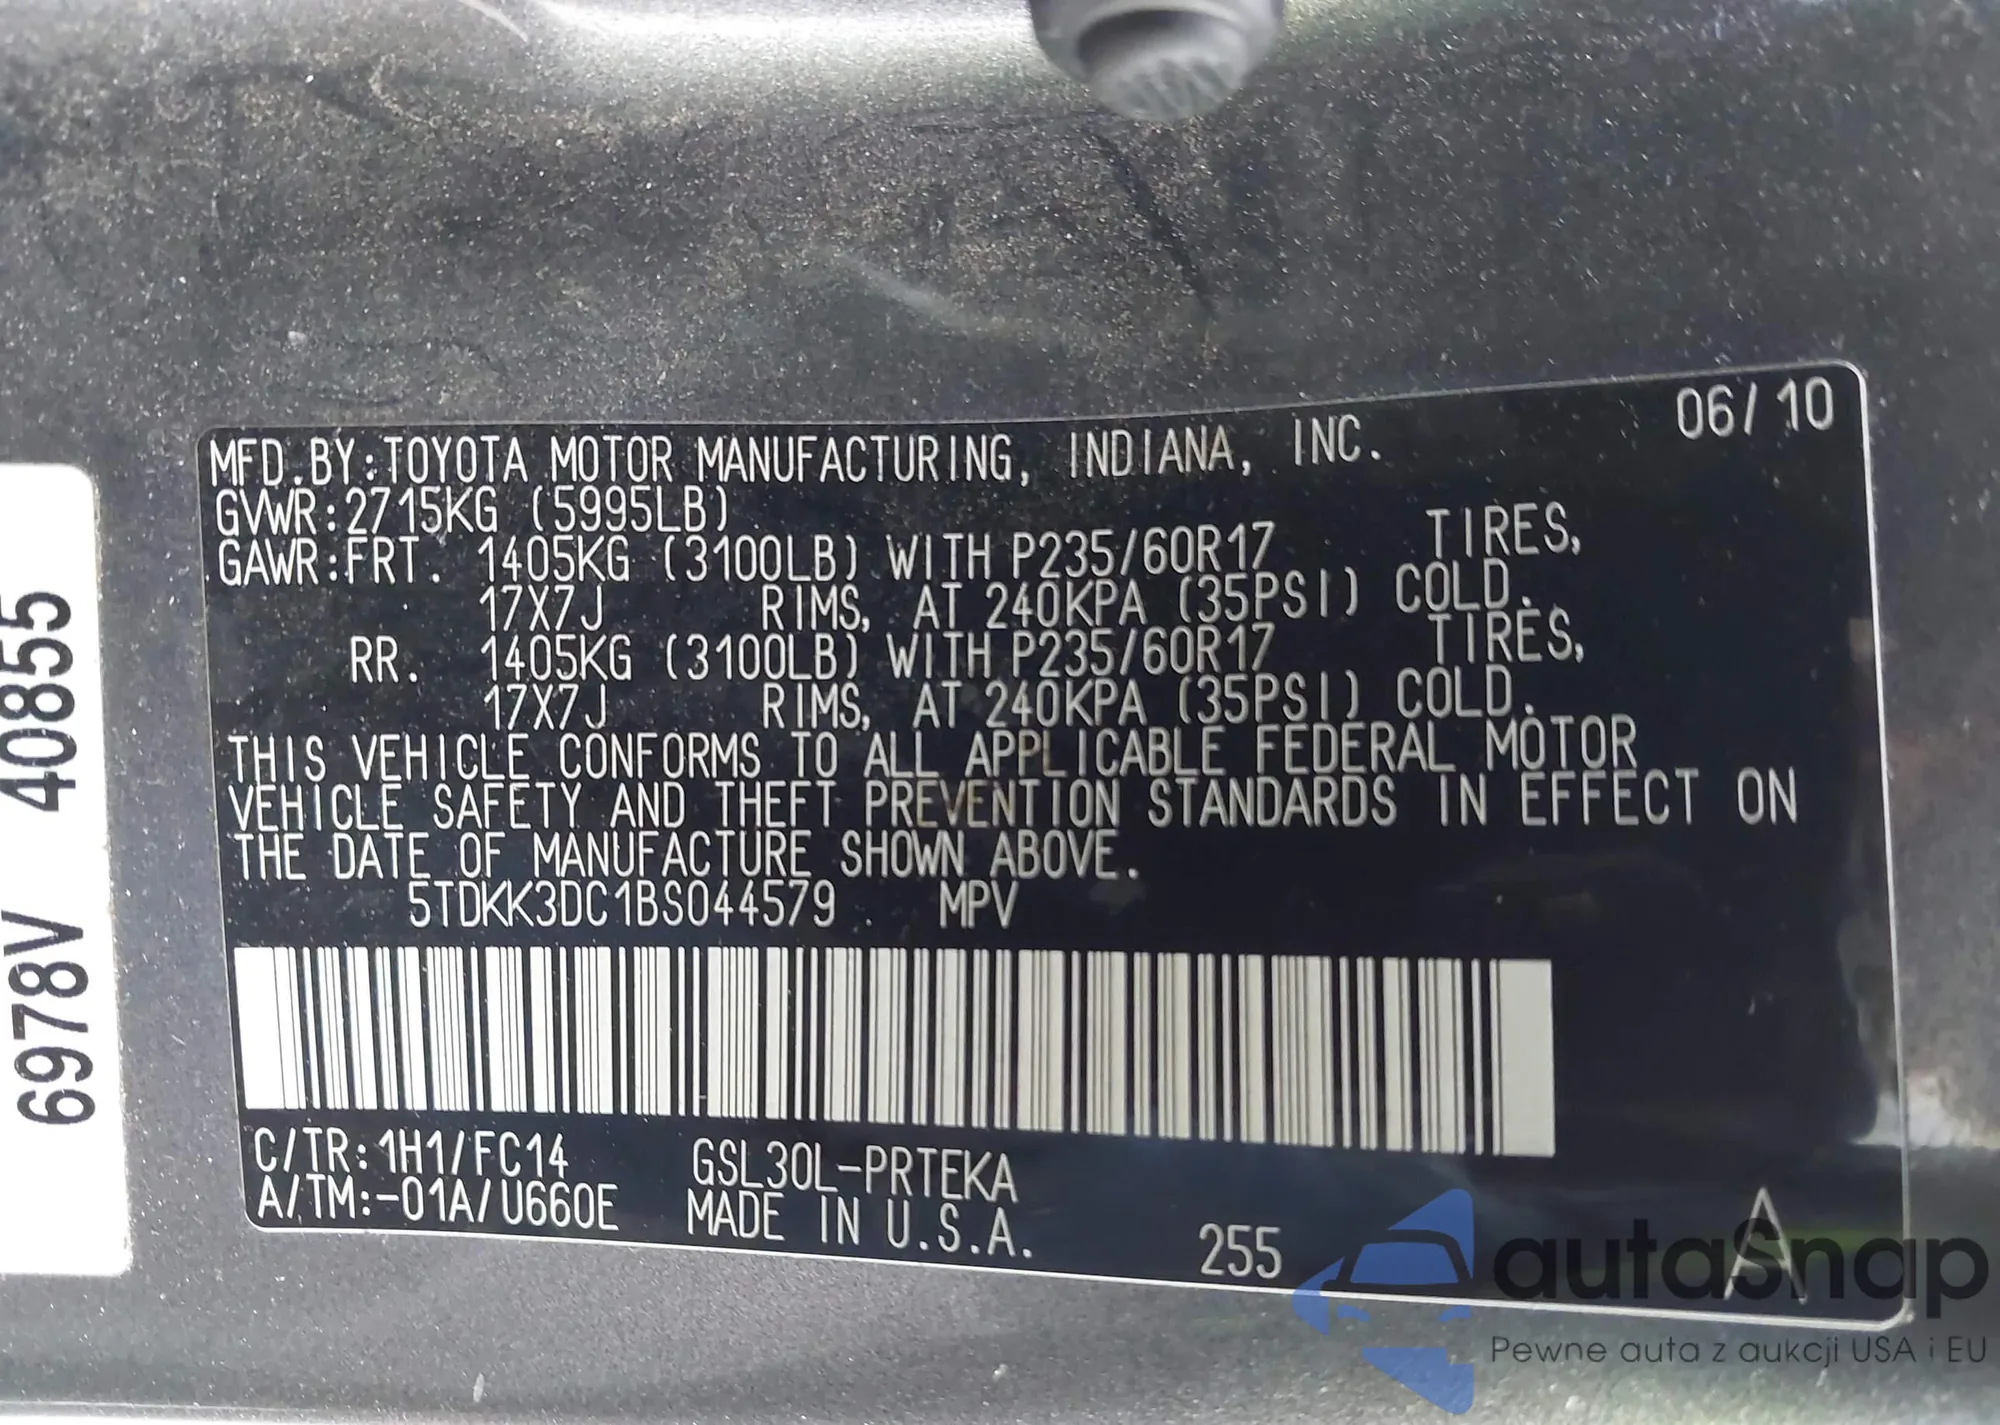 06/10
MFD.BY:TOYOTA MOTOR MANUFACTURING, INDIANA, INC.
GVWR:2715KG (5995LB)
GAWR:FRT. 1405KG (3100LB) WITH P235/60R17 TIRES,
17X7J RIMS, AT 240KPA (35PSI) COLD.
RR. 1405KG (3100LB) WITH P235/60R17 TIRES,
17X7J RIMS, AT 240KPA (35PSI) COLD.
THIS VEHICLE CONFORMS TO ALL APPLICABLE FEDERAL MOTOR
VEHICLE SAFETY AND THEFT PREVENTION STANDARDS IN EFFECT ON
THE DATE OF MANUFACTURE SHOWN ABOVE.
5TDKK3DC1BS044579 MPV
C/TR:1H1/FC14 GSL30L-PRTEKA
A/TM:-01A/U660E MADE IN U.S.A.
255 A
6978V 40855
autaSnap
Pewne auta z aukcji USA i EU